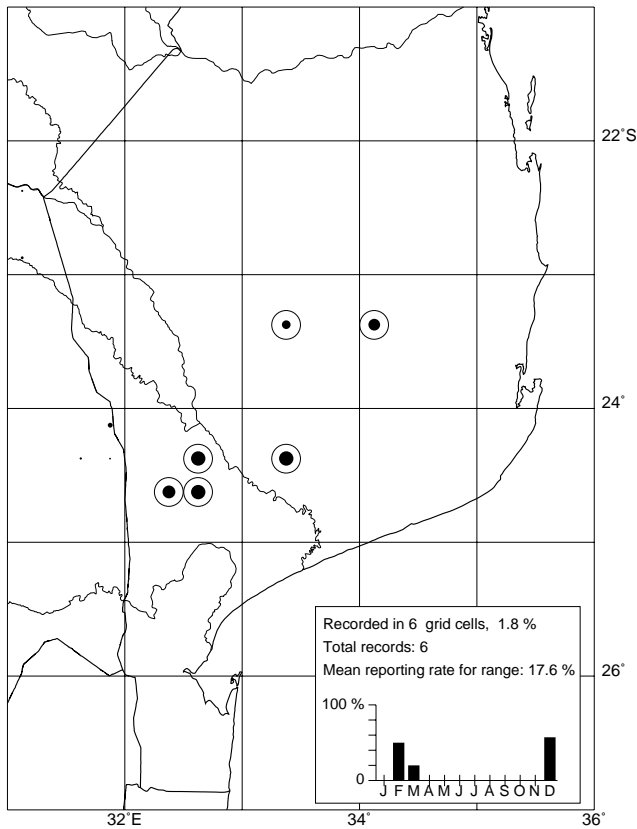 22˚S
24˚
Recorded in 6 grid cells, 1.8 %
Total records: 6
Mean reporting rate for range: 17.6 %
26˚
100 %
0
J F M A M J J A S O N D
32˚E 34˚ 36˚